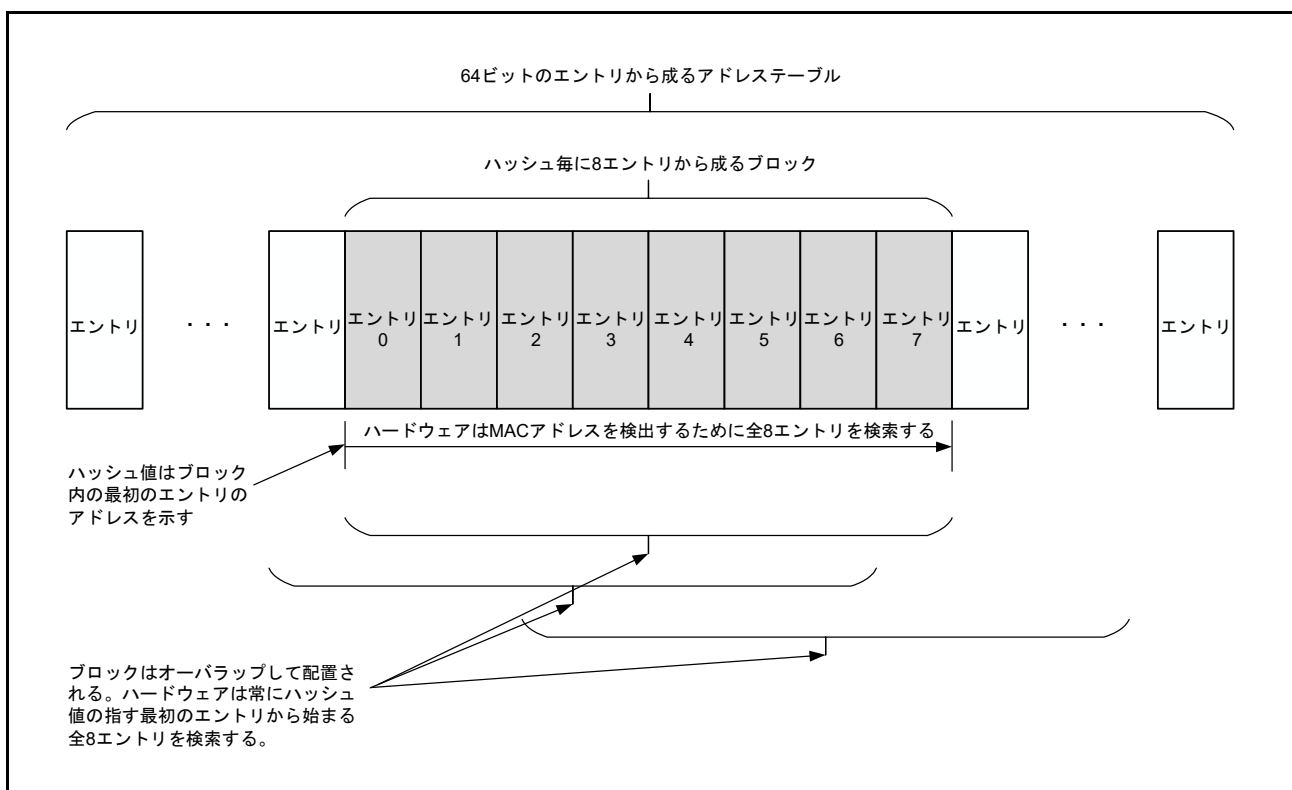 64ビットのエントリから成るアドレステーブル
ハッシュ毎に8エントリから成るブロック
エントリ
・・・
エントリ
エントリ
0
エントリ
1
エントリ
2
エントリ
3
エントリ
4
エントリ
5
エントリ
6
エントリ
7
エントリ
・・・
エントリ
ハードウェアはMACアドレスを検出するために全8エントリを検索する
ハッシュ値はブロック
内の最初のエントリの
アドレスを示す
ブロックはオーバラップして配置さ
れる。ハードウェアは常にハッシュ
値の指す最初のエントリから始まる
全8エントリを検索する。